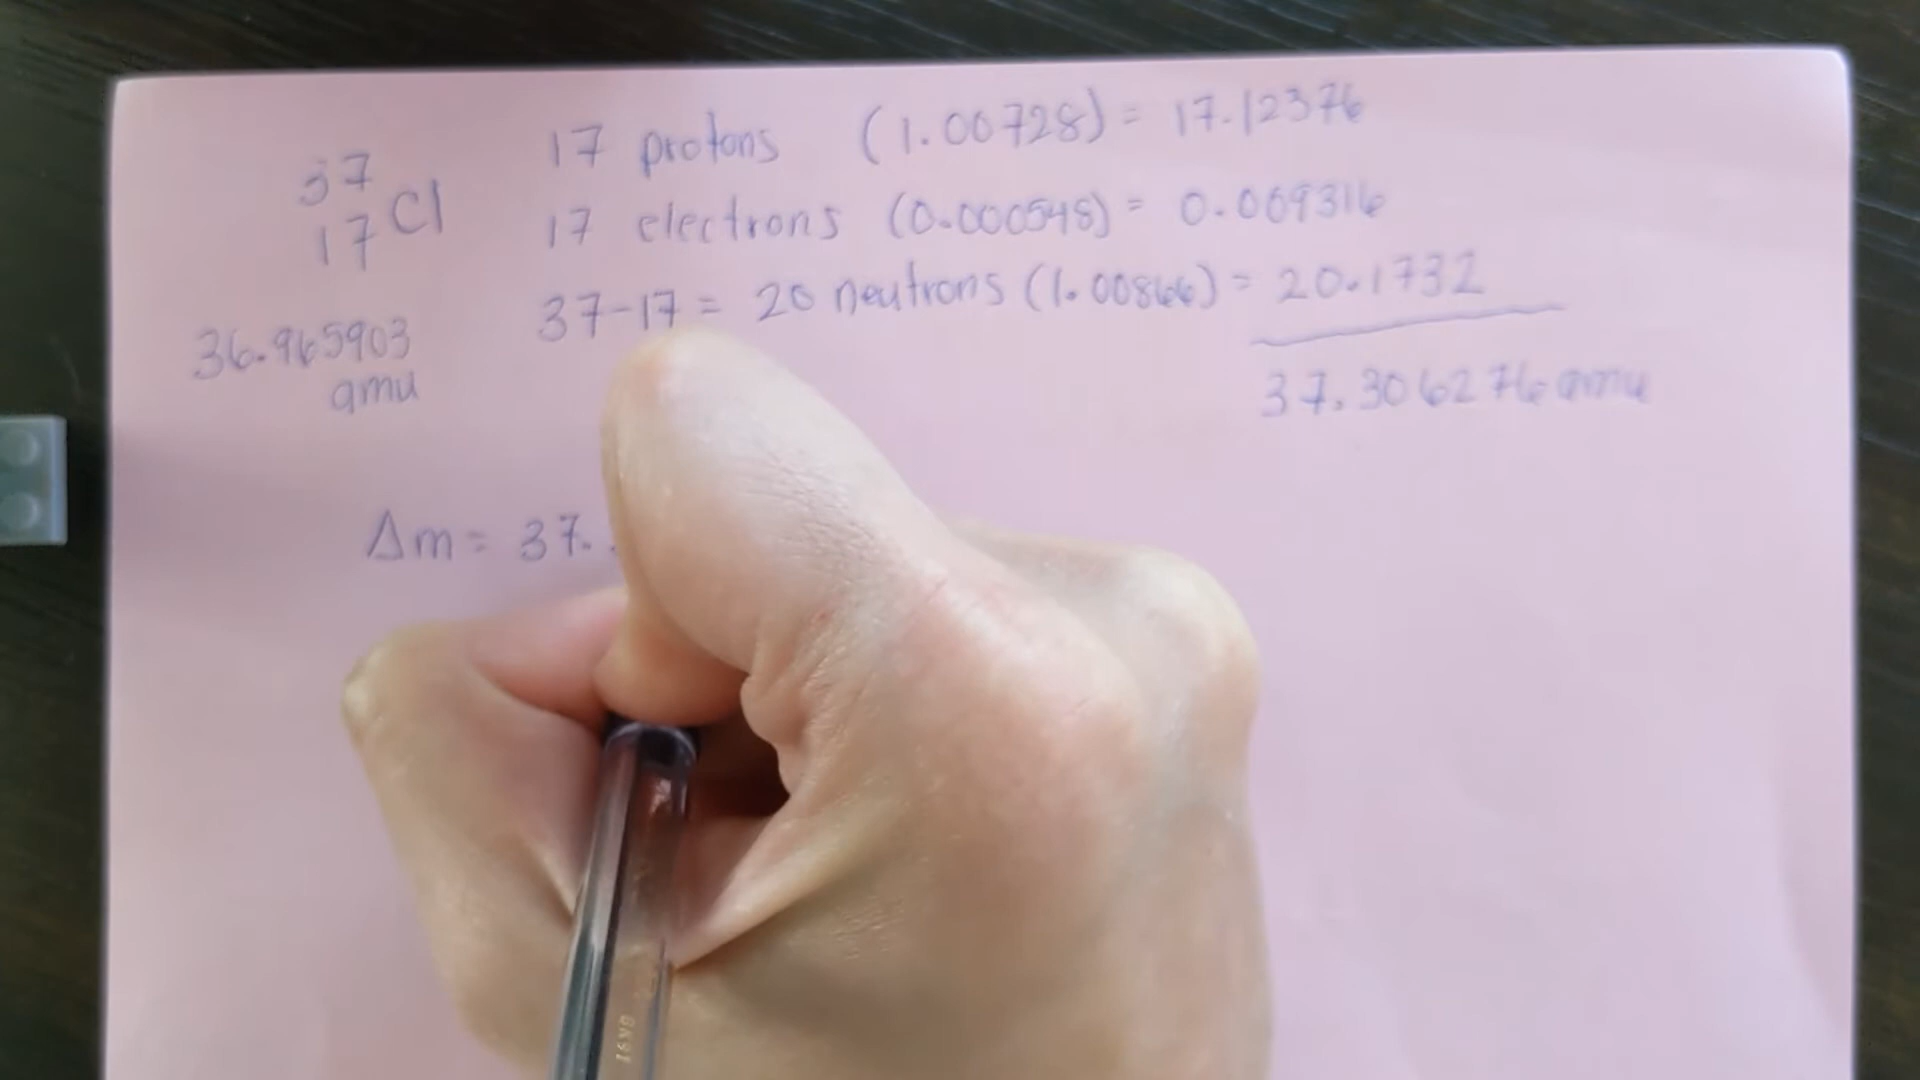 37
17 Cl
36.965903
amu
17 protons (1.00728) = 17.12376
17 electrons (0.000548) = 0.009316
37-17 = 20 neutrons (1.00866) = 20.1732
37.306276 amu
Δm = 37.